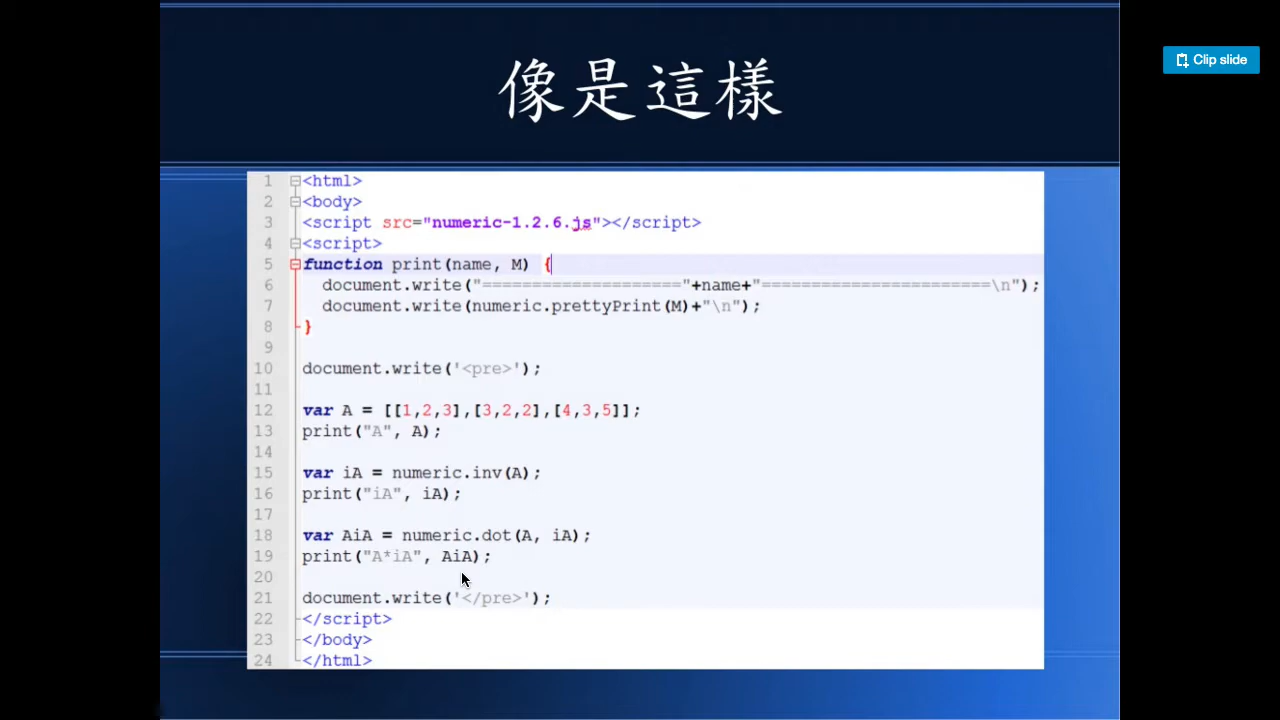 像是這樣
Clip slide
1 <html>
2 <body>
3 <script src="numeric-1.2.6.js"></script>
4 <script>
5 function print(name, M) {
6   document.write("===================="+name+"=======================\n");
7   document.write(numeric.prettyPrint(M)+"\n");
8 }
9
10 document.write('<pre>');
11
12 var A = [[1,2,3],[3,2,2],[4,3,5]];
13 print("A", A);
14
15 var iA = numeric.inv(A);
16 print("iA", iA);
17
18 var AiA = numeric.dot(A, iA);
19 print("A*iA", AiA);
20
21 document.write('</pre>');
22 </script>
23 </body>
24 </html>